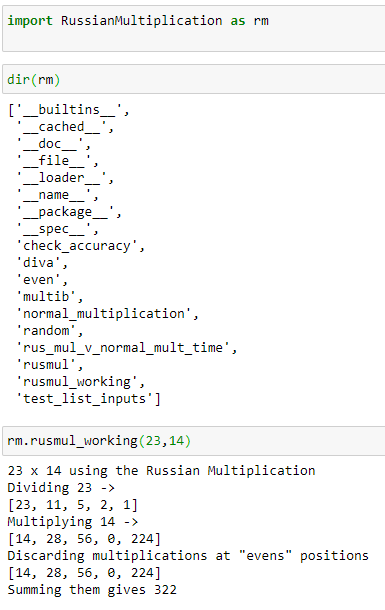 import RussianMultiplication as rm
dir(rm)
['__builtins__',
'__cached__',
'__doc__',
'__file__',
'__loader__',
'__name__',
'__package__',
'__spec__',
'check_accuracy',
'diva',
'even',
'multib',
'normal_multiplication',
'random',
'rus_mul_v_normal_mult_time',
'rusmul',
'rusmul_working',
'test_list_inputs']
rm.rusmul_working(23,14)
23 x 14 using the Russian Multiplication
Dividing 23 ->
[23, 11, 5, 2, 1]
Multiplying 14 ->
[14, 28, 56, 0, 224]
Discarding multiplications at "evens" positions
[14, 28, 56, 0, 224]
Summing them gives 322